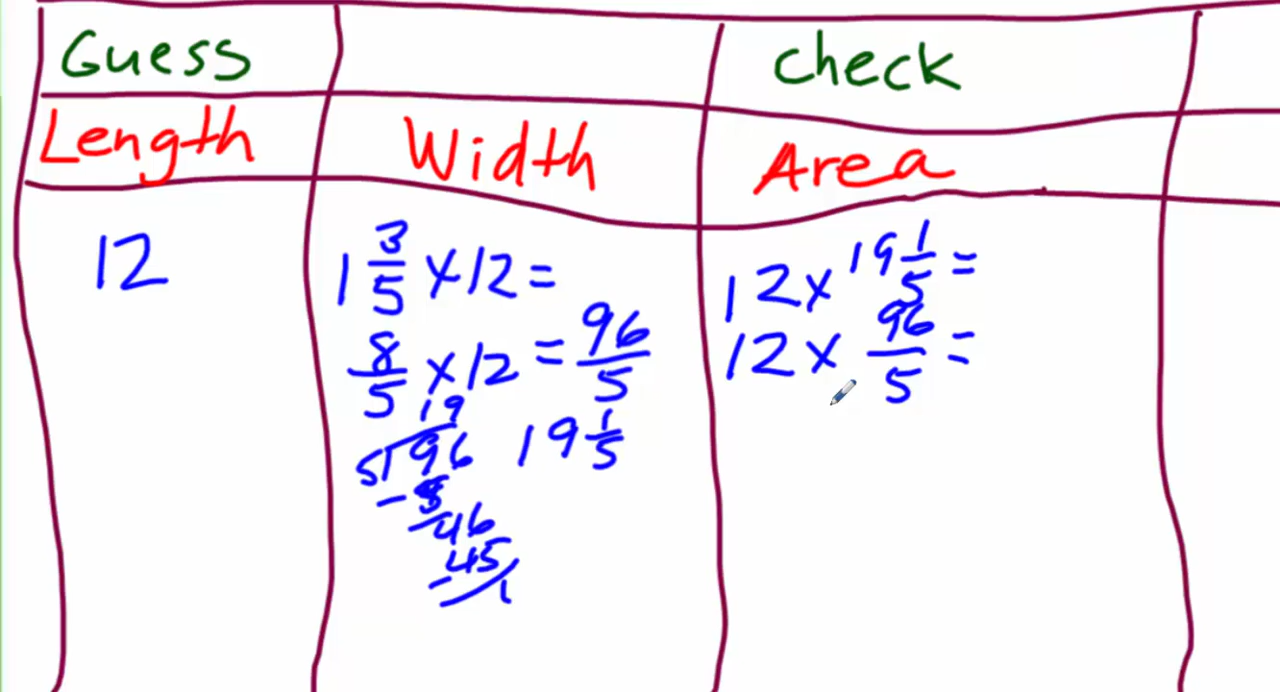 Guess
Check
Length
Width
Area
12
1 3/5 × 12 =
8/5 × 12 = 96/5
19
5)96
19 1/5
- 5
46
- 45
1
12 × 19 1/5 =
12 × 96/5 =